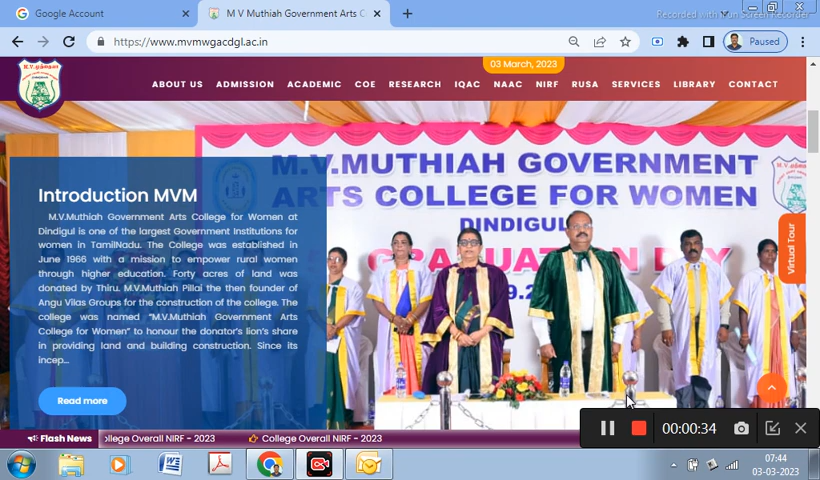 Google Account
M V Muthiah Government Arts C
Recorded with Fun Screen Recorder
https://www.mvmwgacdgl.ac.in
Paused
03 March, 2023
ABOUT US ADMISSION ACADEMIC COE RESEARCH IQAC NAAC NIRF RUSA SERVICES LIBRARY CONTACT
M.V.MUTHIAH GOVERNMENT
ARTS COLLEGE FOR WOMEN
DINDIGUL
GRADUATION DAY
Introduction MVM
M.V.Muthiah Government Arts College for Women at
Dindigul is one of the largest Government Institutions for
women in TamilNadu. The College was established in
June 1966 with a mission to empower rural women
through higher education. Forty acres of land was
donated by Thiru. M.V.Muthiah Pillai the then founder of
Angu Vilas Groups for the construction of the college. The
college was named "M.V.Muthiah Government Arts
College for Women" to honour the donator's lion's share
in providing land and building construction. Since its
incep...
Read more
Virtual Tour
Flash News
ollege Overall NIRF - 2023
College Overall NIRF - 2023
00:00:34
07:44
03-03-2023